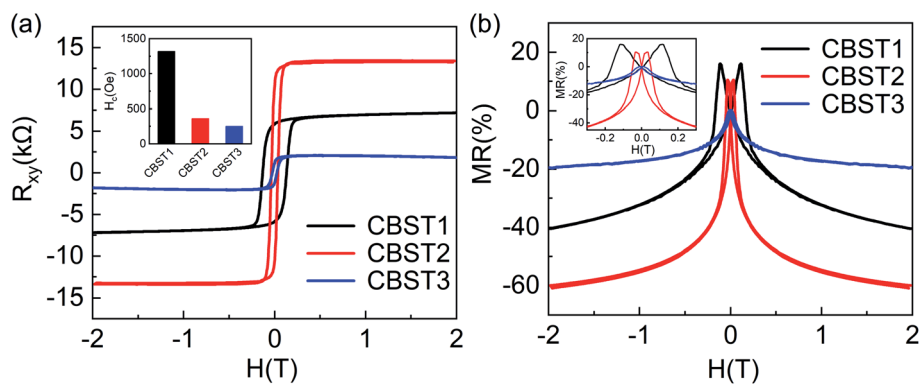 (a)
15
10
5
0
-5
-10
-15
Rxy(kΩ)
-2 -1 0 1 2
H(T)
1500
1000
500
0
Hc(Oe)
CBST1 CBST2 CBST3
CBST1
CBST2
CBST3
(b)
20
0
-20
-40
-60
MR(%)
-2 -1 0 1 2
H(T)
20
0
-20
-40
MR(%)
-0.2 0.0 0.2
H(T)
CBST1
CBST2
CBST3